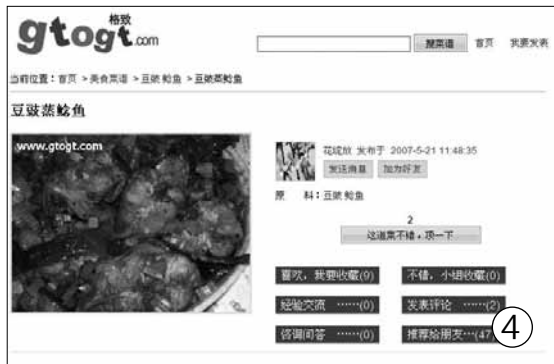 格致
gtogt.com
搜菜谱 首页 我要发表
当前位置：首页 >美食菜谱 >豆豉 鲶鱼 >豆豉蒸鲶鱼
豆豉蒸鲶鱼
www.gtogt.com
花绽放 发布于 2007-5-21 11:48:35
发送消息 加为好友
原 料：豆豉 鲶鱼
2
这道菜不错，顶一下
喜欢，我要收藏(9) 不错，小组收藏(0)
经验交流 ……(0) 发表评论 ……(2)
咨询问答 ……(0) 推荐给朋友…(47)
④